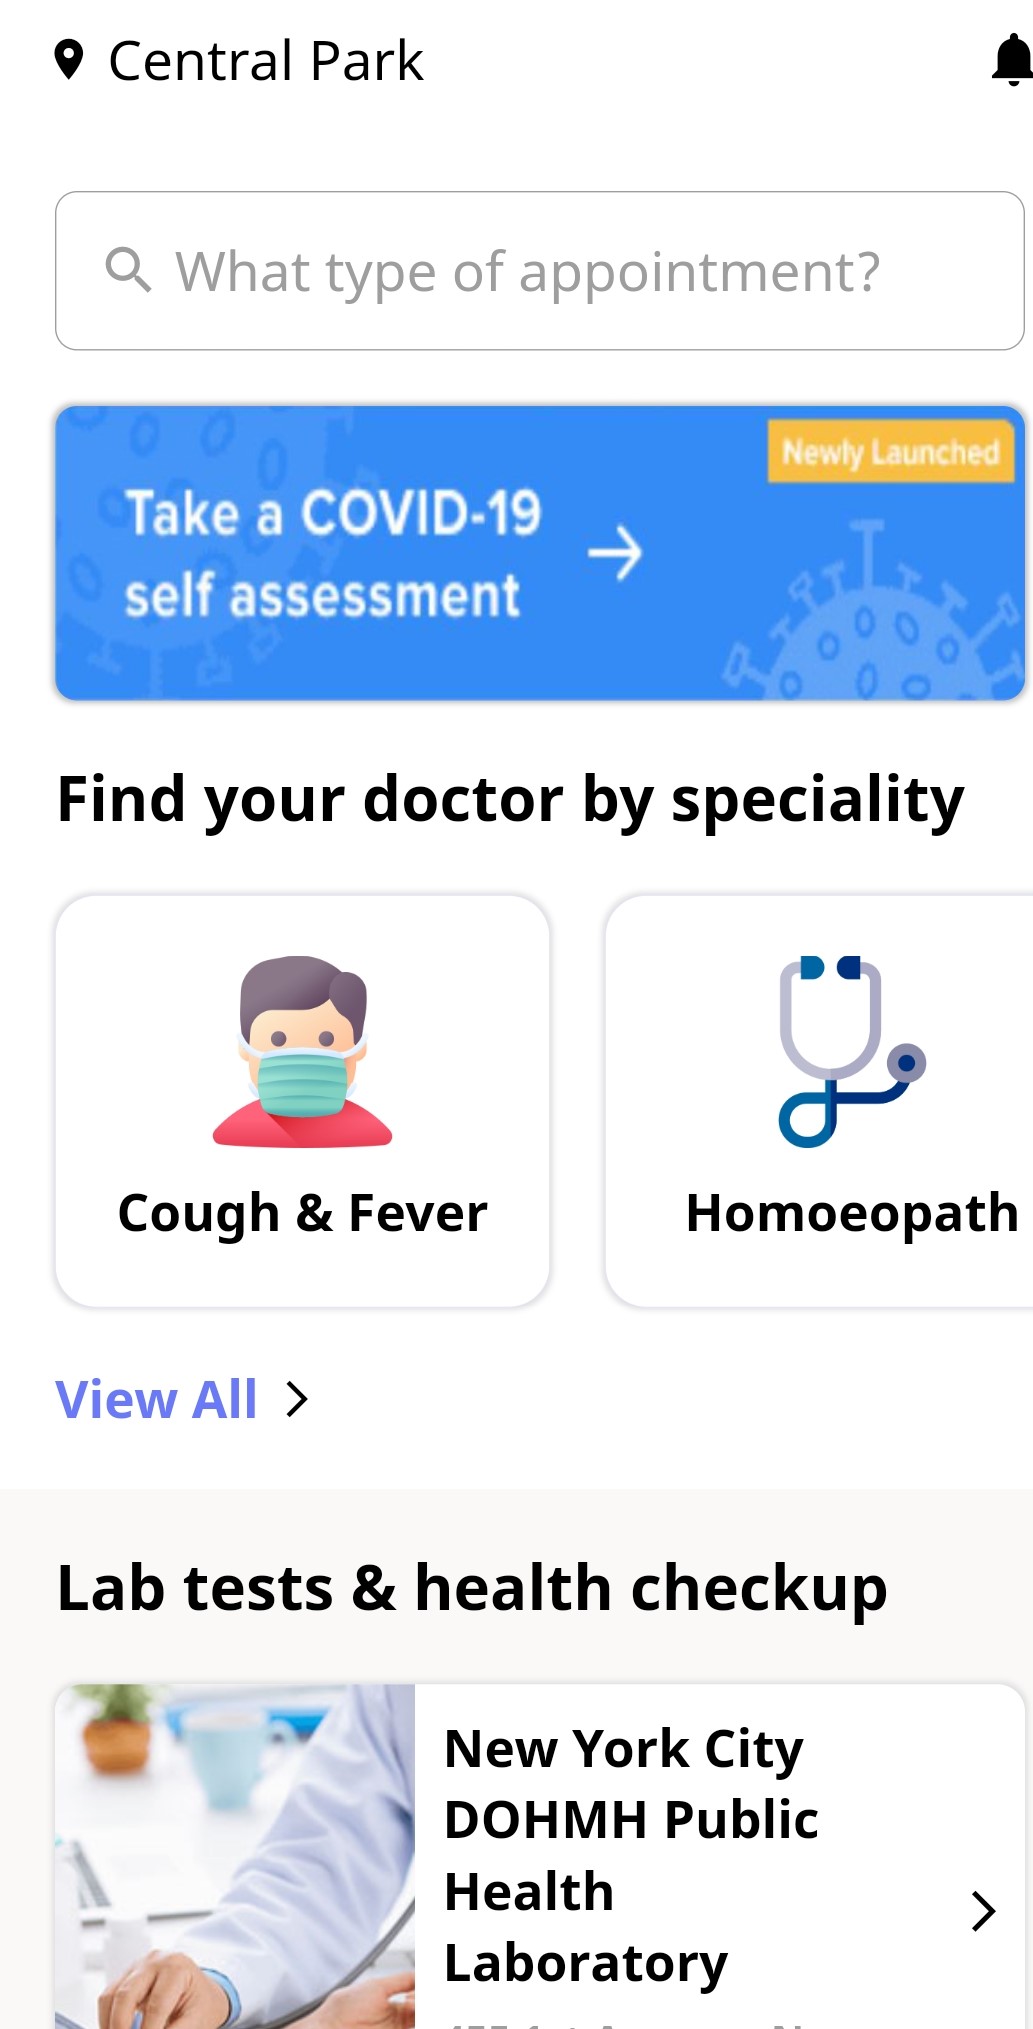 Central Park
What type of appointment?
Newly Launched
Take a COVID-19
self assessment
Find your doctor by speciality
Cough & Fever
Homoeopath
View All
Lab tests & health checkup
New York City
DOHMH Public
Health
Laboratory